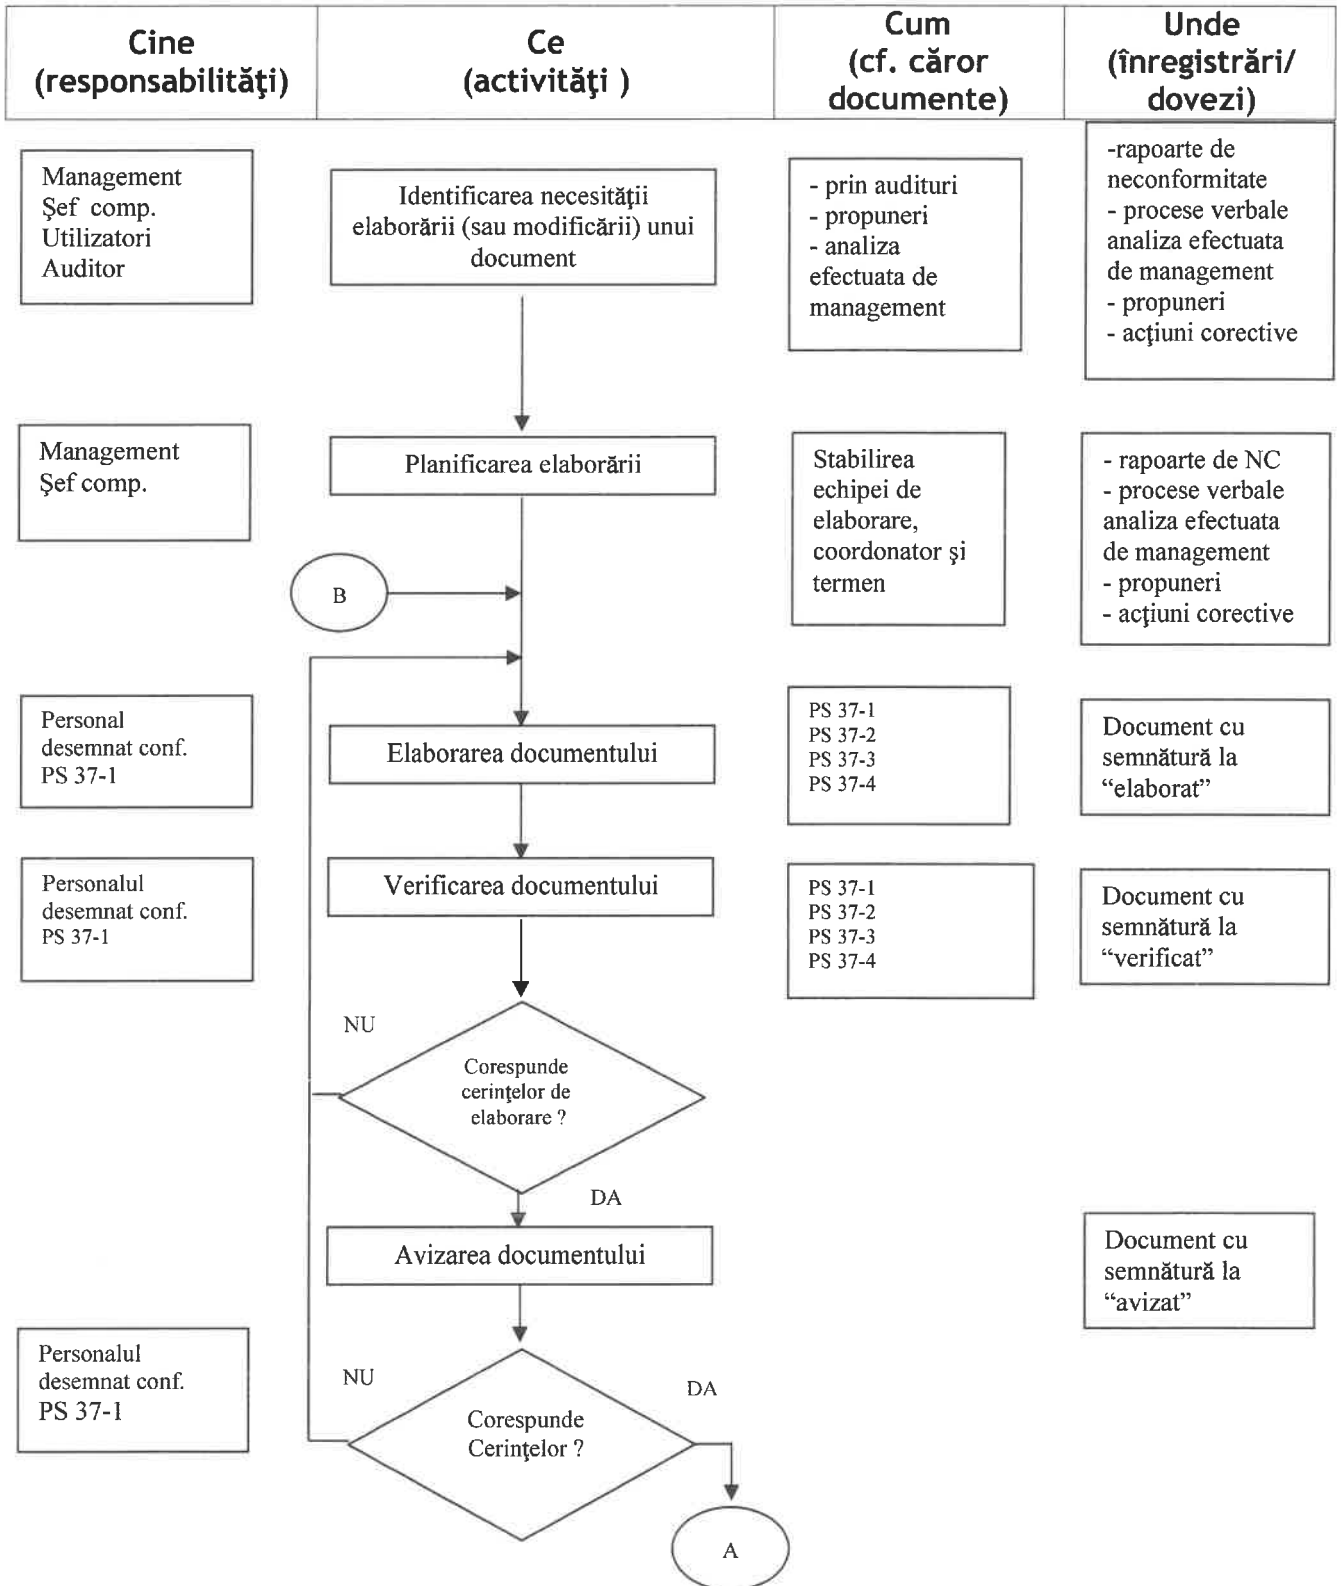 Cine
(responsabilităţi)
Ce
(activităţi )
Cum
(cf. căror
documente)
Unde
(înregistrări/
dovezi)
Management
Şef  comp.
Utilizatori
Auditor
Identificarea necesităţii
elaborării (sau modificării) unui
document
- prin audituri
- propuneri
- analiza
efectuata de
management
-rapoarte de
neconformitate
- procese verbale
analiza efectuata
de management
- propuneri
- acţiuni corective
Management
Şef comp.
Planificarea elaborării
Stabilirea
echipei de
elaborare,
coordonator şi
termen
- rapoarte de NC
- procese verbale
analiza efectuata
de management
- propuneri
- acţiuni corective
B
Personal
desemnat conf.
PS 37-1
Elaborarea documentului
PS 37-1
PS 37-2
PS 37-3
PS 37-4
Document cu
semnătură la
“elaborat”
Personalul
desemnat conf.
PS 37-1
Verificarea documentului
PS 37-1
PS 37-2
PS 37-3
PS 37-4
Document cu
semnătură la
“verificat”
NU
Corespunde
cerinţelor de
elaborare ?
DA
Avizarea documentului
Document cu
semnătură la
“avizat”
Personalul
desemnat conf.
PS 37-1
NU
Corespunde
Cerinţelor ?
DA
A